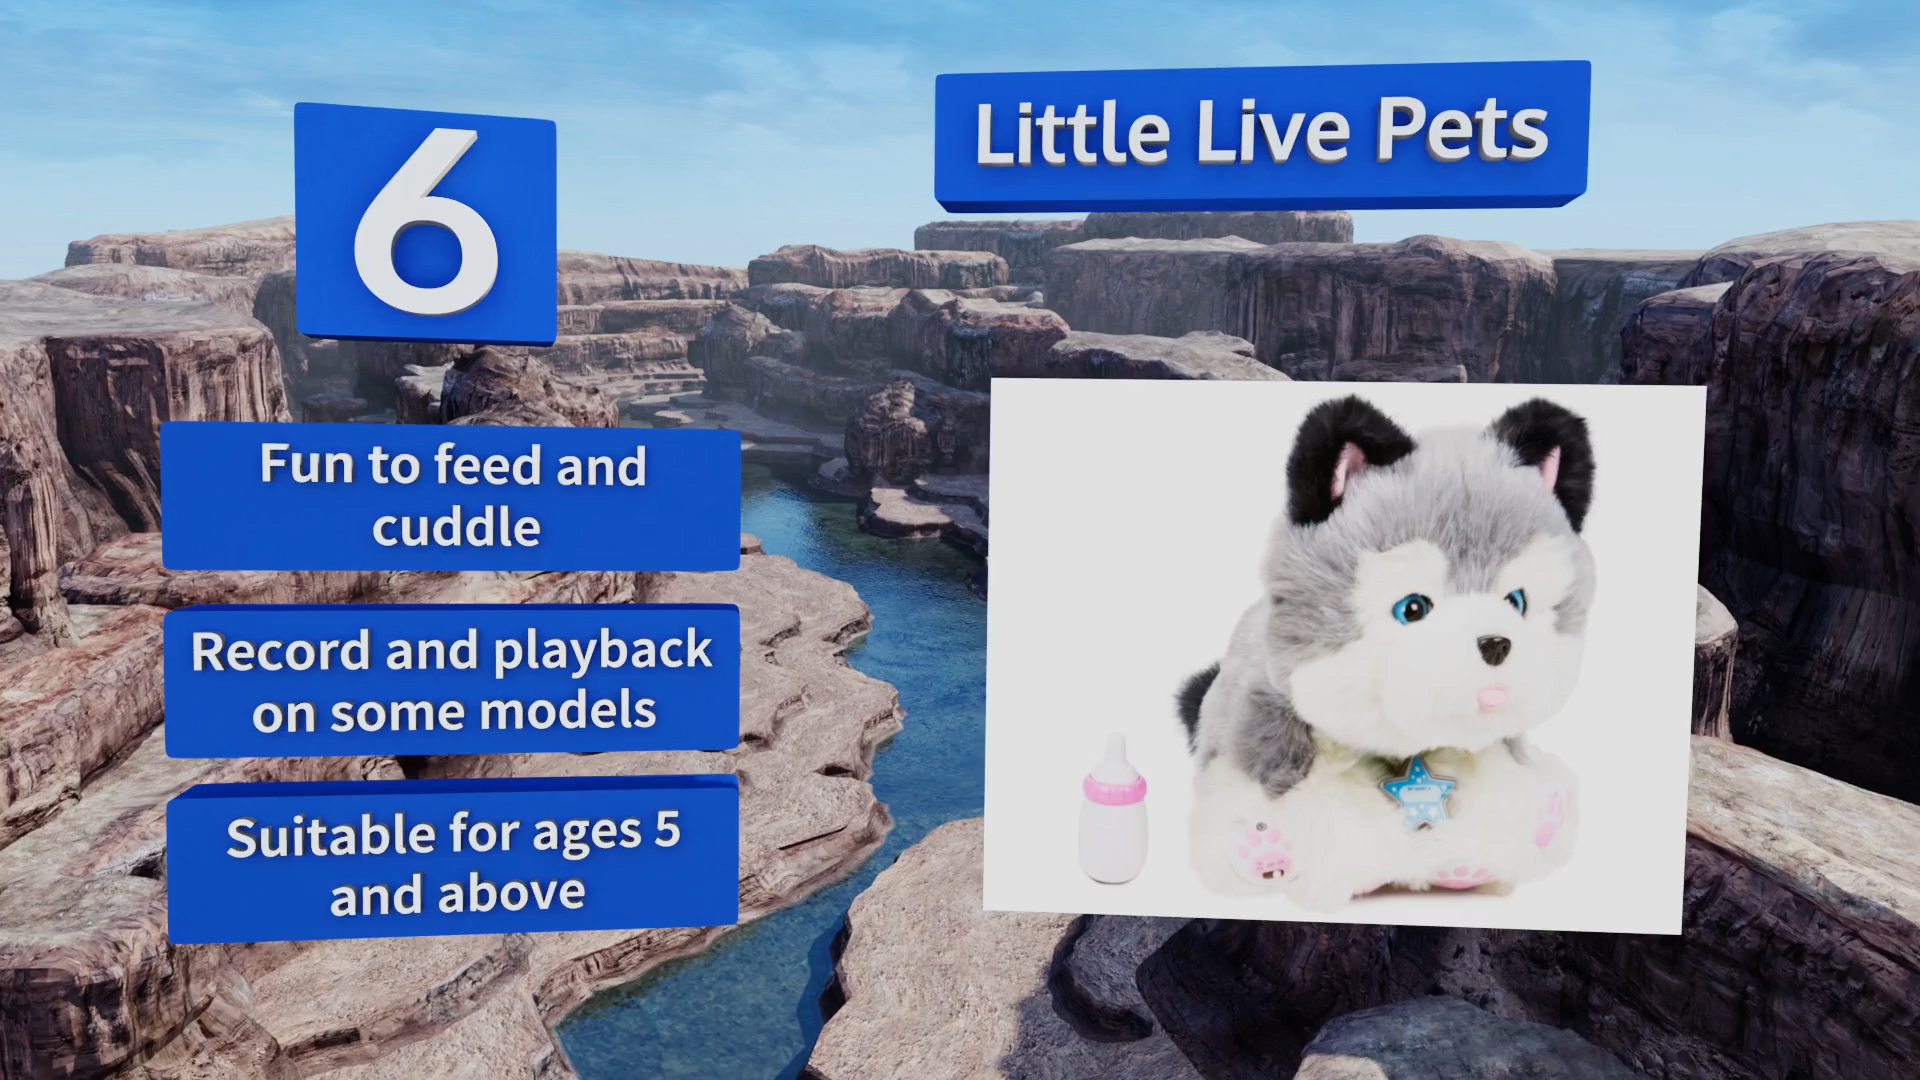 6
Little Live Pets
Fun to feed and
cuddle
Record and playback
on some models
Suitable for ages 5
and above